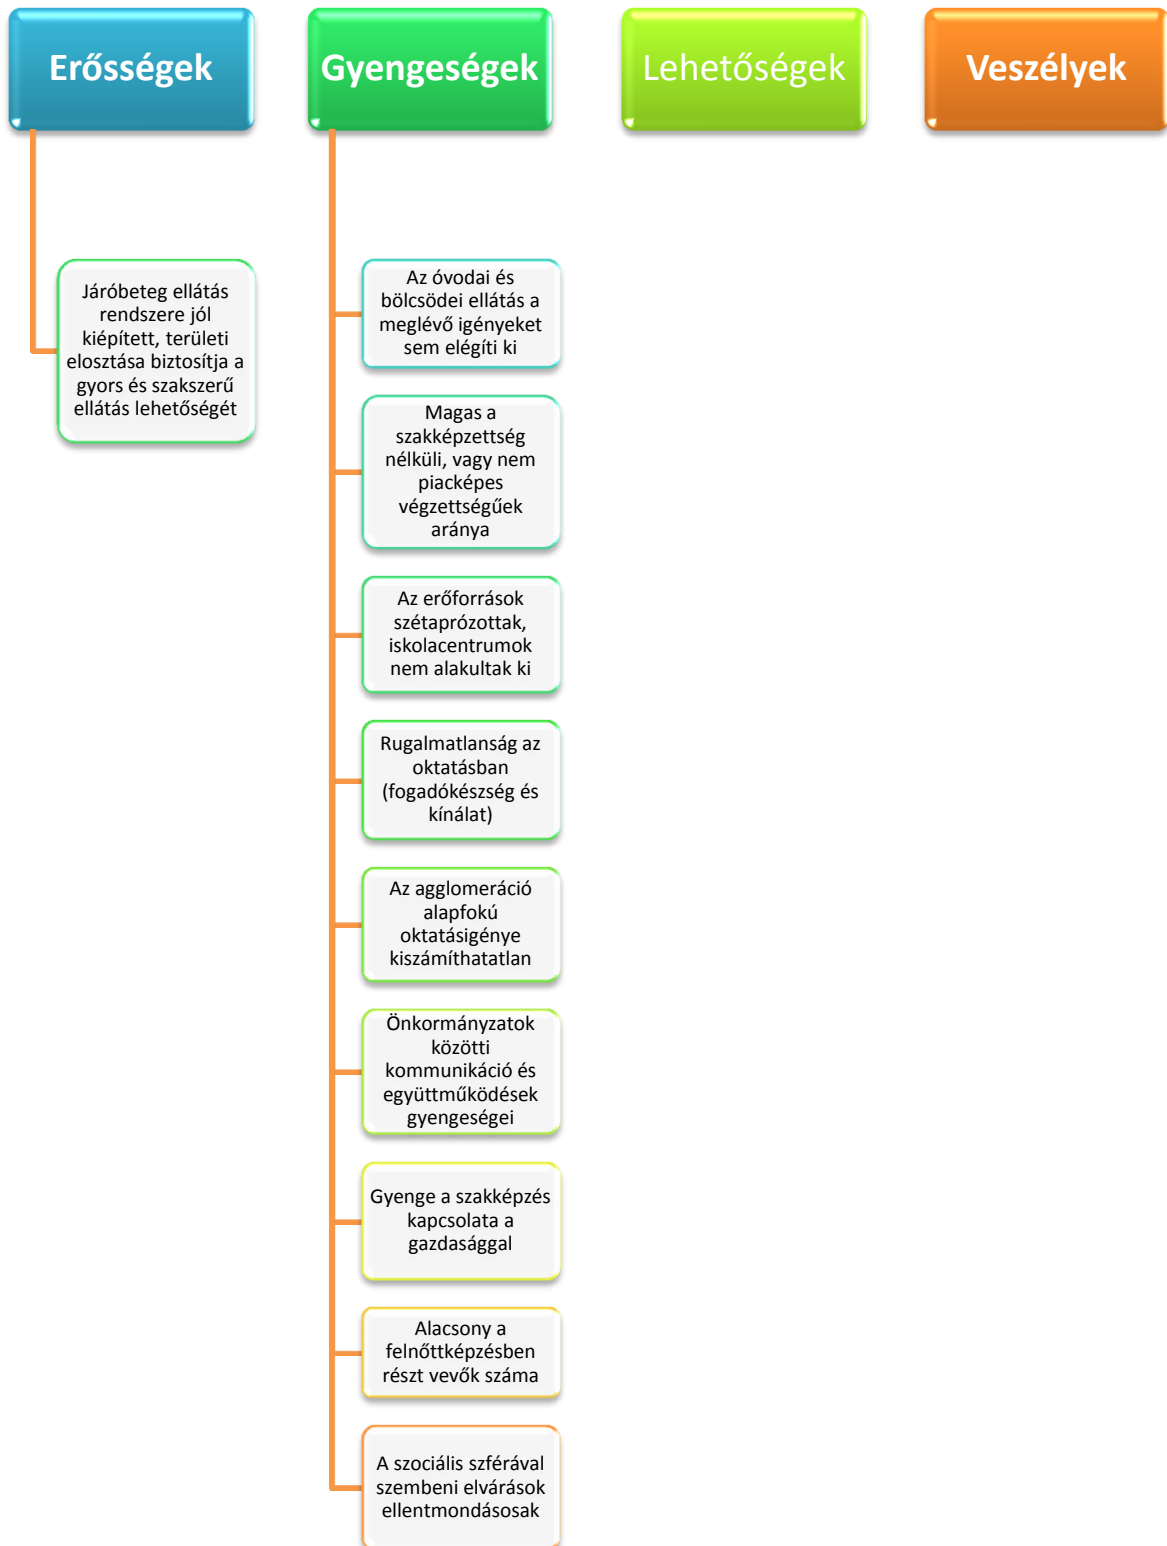 Erősségek
Gyengeségek
Lehetőségek
Veszélyek
Járóbeteg ellátás
rendszere jól
kiépített, területi
elosztása biztosítja a
gyors és szakszerű
ellátás lehetőségét
Az óvodai és
bölcsödei ellátás a
meglévő igényeket
sem elégíti ki
Magas a
szakképzettség
nélküli, vagy nem
piacképes
végzettségűek
aránya
Az erőforrások
szétaprózottak,
iskolacentrumok
nem alakultak ki
Rugalmatlanság az
oktatásban
(fogadókészség és
kínálat)
Az agglomeráció
alapfokú
oktatásigénye
kiszámíthatatlan
Önkormányzatok
közötti
kommunikáció és
együttműködések
gyengeségei
Gyenge a szakképzés
kapcsolata a
gazdasággal
Alacsony a
felnőttképzésben
részt vevők száma
A szociális szférával
szembeni elvárások
ellentmondásosak